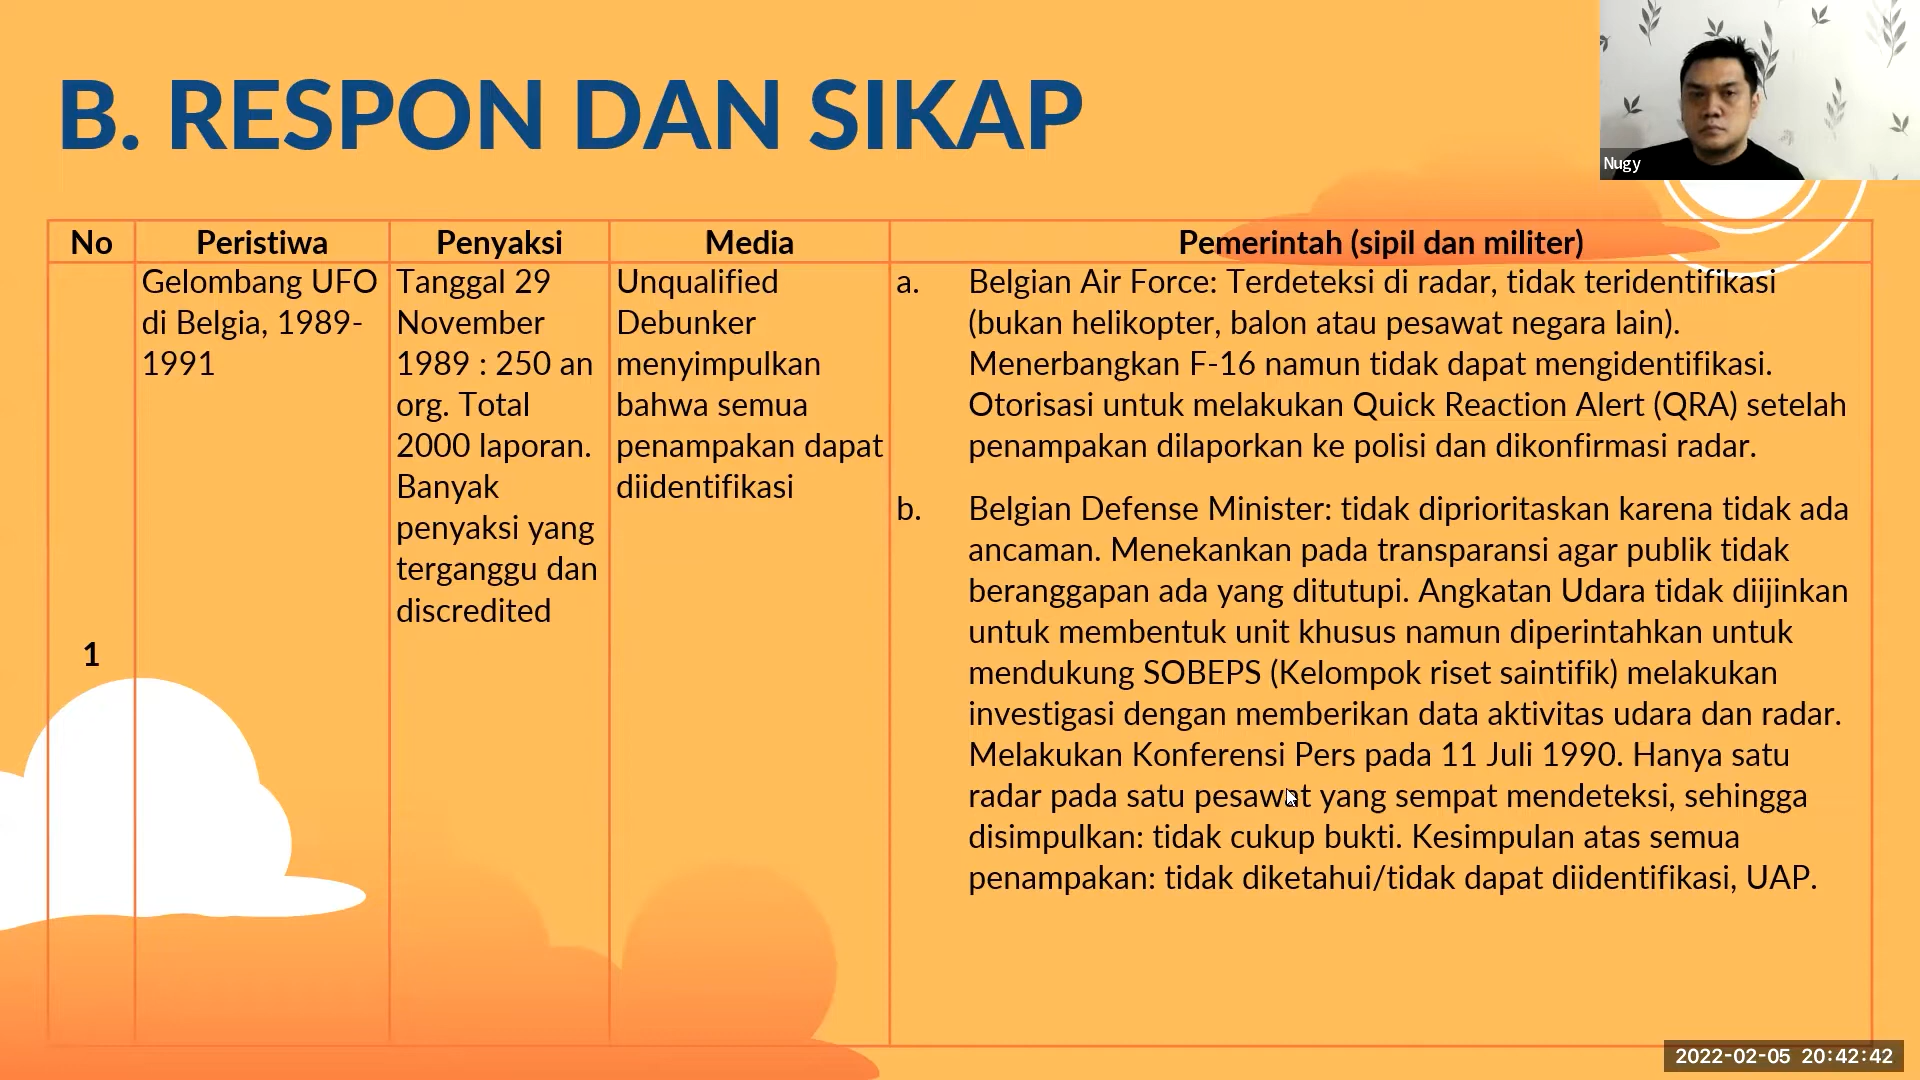 B. RESPON DAN SIKAP
Nugy
No
Peristiwa
Penyaksi
Media
Pemerintah (sipil dan militer)
1
Gelombang UFO
di Belgia, 1989-
1991
Tanggal 29
November
1989 : 250 an
org. Total
2000 laporan.
Banyak
penyaksi yang
terganggu dan
discredited
Unqualified
Debunker
menyimpulkan
bahwa semua
penampakan dapat
diidentifikasi
a. Belgian Air Force: Terdeteksi di radar, tidak teridentifikasi
(bukan helikopter, balon atau pesawat negara lain).
Menerbangkan F-16 namun tidak dapat mengidentifikasi.
Otorisasi untuk melakukan Quick Reaction Alert (QRA) setelah
penampakan dilaporkan ke polisi dan dikonfirmasi radar.
b. Belgian Defense Minister: tidak diprioritaskan karena tidak ada
ancaman. Menekankan pada transparansi agar publik tidak
beranggapan ada yang ditutupi. Angkatan Udara tidak diijinkan
untuk membentuk unit khusus namun diperintahkan untuk
mendukung SOBEPS (Kelompok riset saintifik) melakukan
investigasi dengan memberikan data aktivitas udara dan radar.
Melakukan Konferensi Pers pada 11 Juli 1990. Hanya satu
radar pada satu pesawat yang sempat mendeteksi, sehingga
disimpulkan: tidak cukup bukti. Kesimpulan atas semua
penampakan: tidak diketahui/tidak dapat diidentifikasi, UAP.
2022-02-05 20:42:42